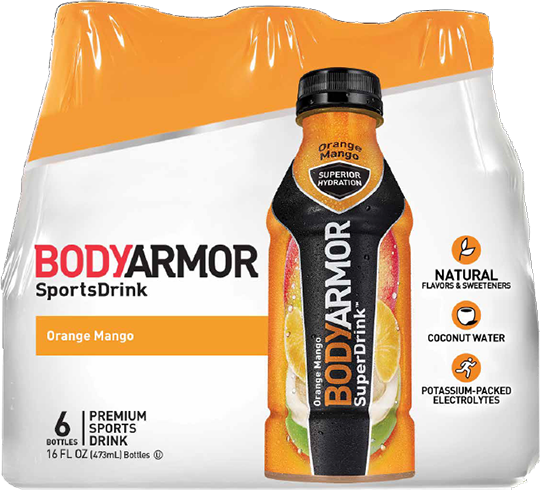 BODYARMOR
SportsDrink
Orange Mango
6
BOTTLES
PREMIUM
SPORTS
DRINK
16 FL OZ (473mL) Bottles Ⓤ
Orange
Mango
SUPERIOR
HYDRATION
Orange Mango
BODYARMOR
SuperDrink™
NATURAL
FLAVORS & SWEETENERS
COCONUT WATER
POTASSIUM-PACKED
ELECTROLYTES